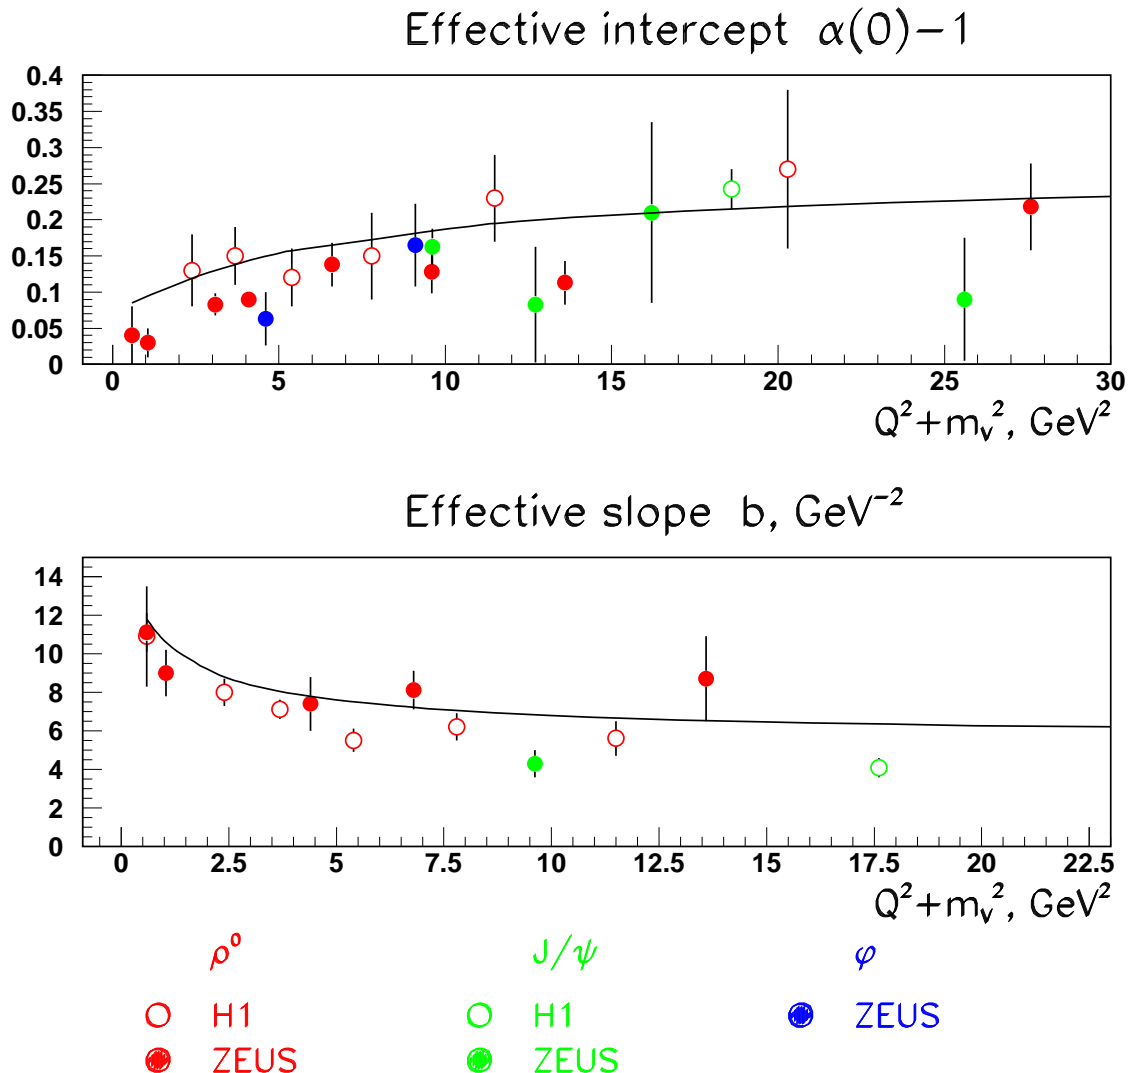 Effective intercept α(0)−1
0.4
0.35
0.3
0.25
0.2
0.15
0.1
0.05
0
0 5 10 15 20 25 30
Q²+mᵥ², GeV²
Effective slope b, GeV⁻²
14
12
10
8
6
4
2
0
0 2.5 5 7.5 10 12.5 15 17.5 20 22.5
Q²+mᵥ², GeV²
ρ⁰ J/ψ φ
H1 H1 ZEUS
ZEUS ZEUS